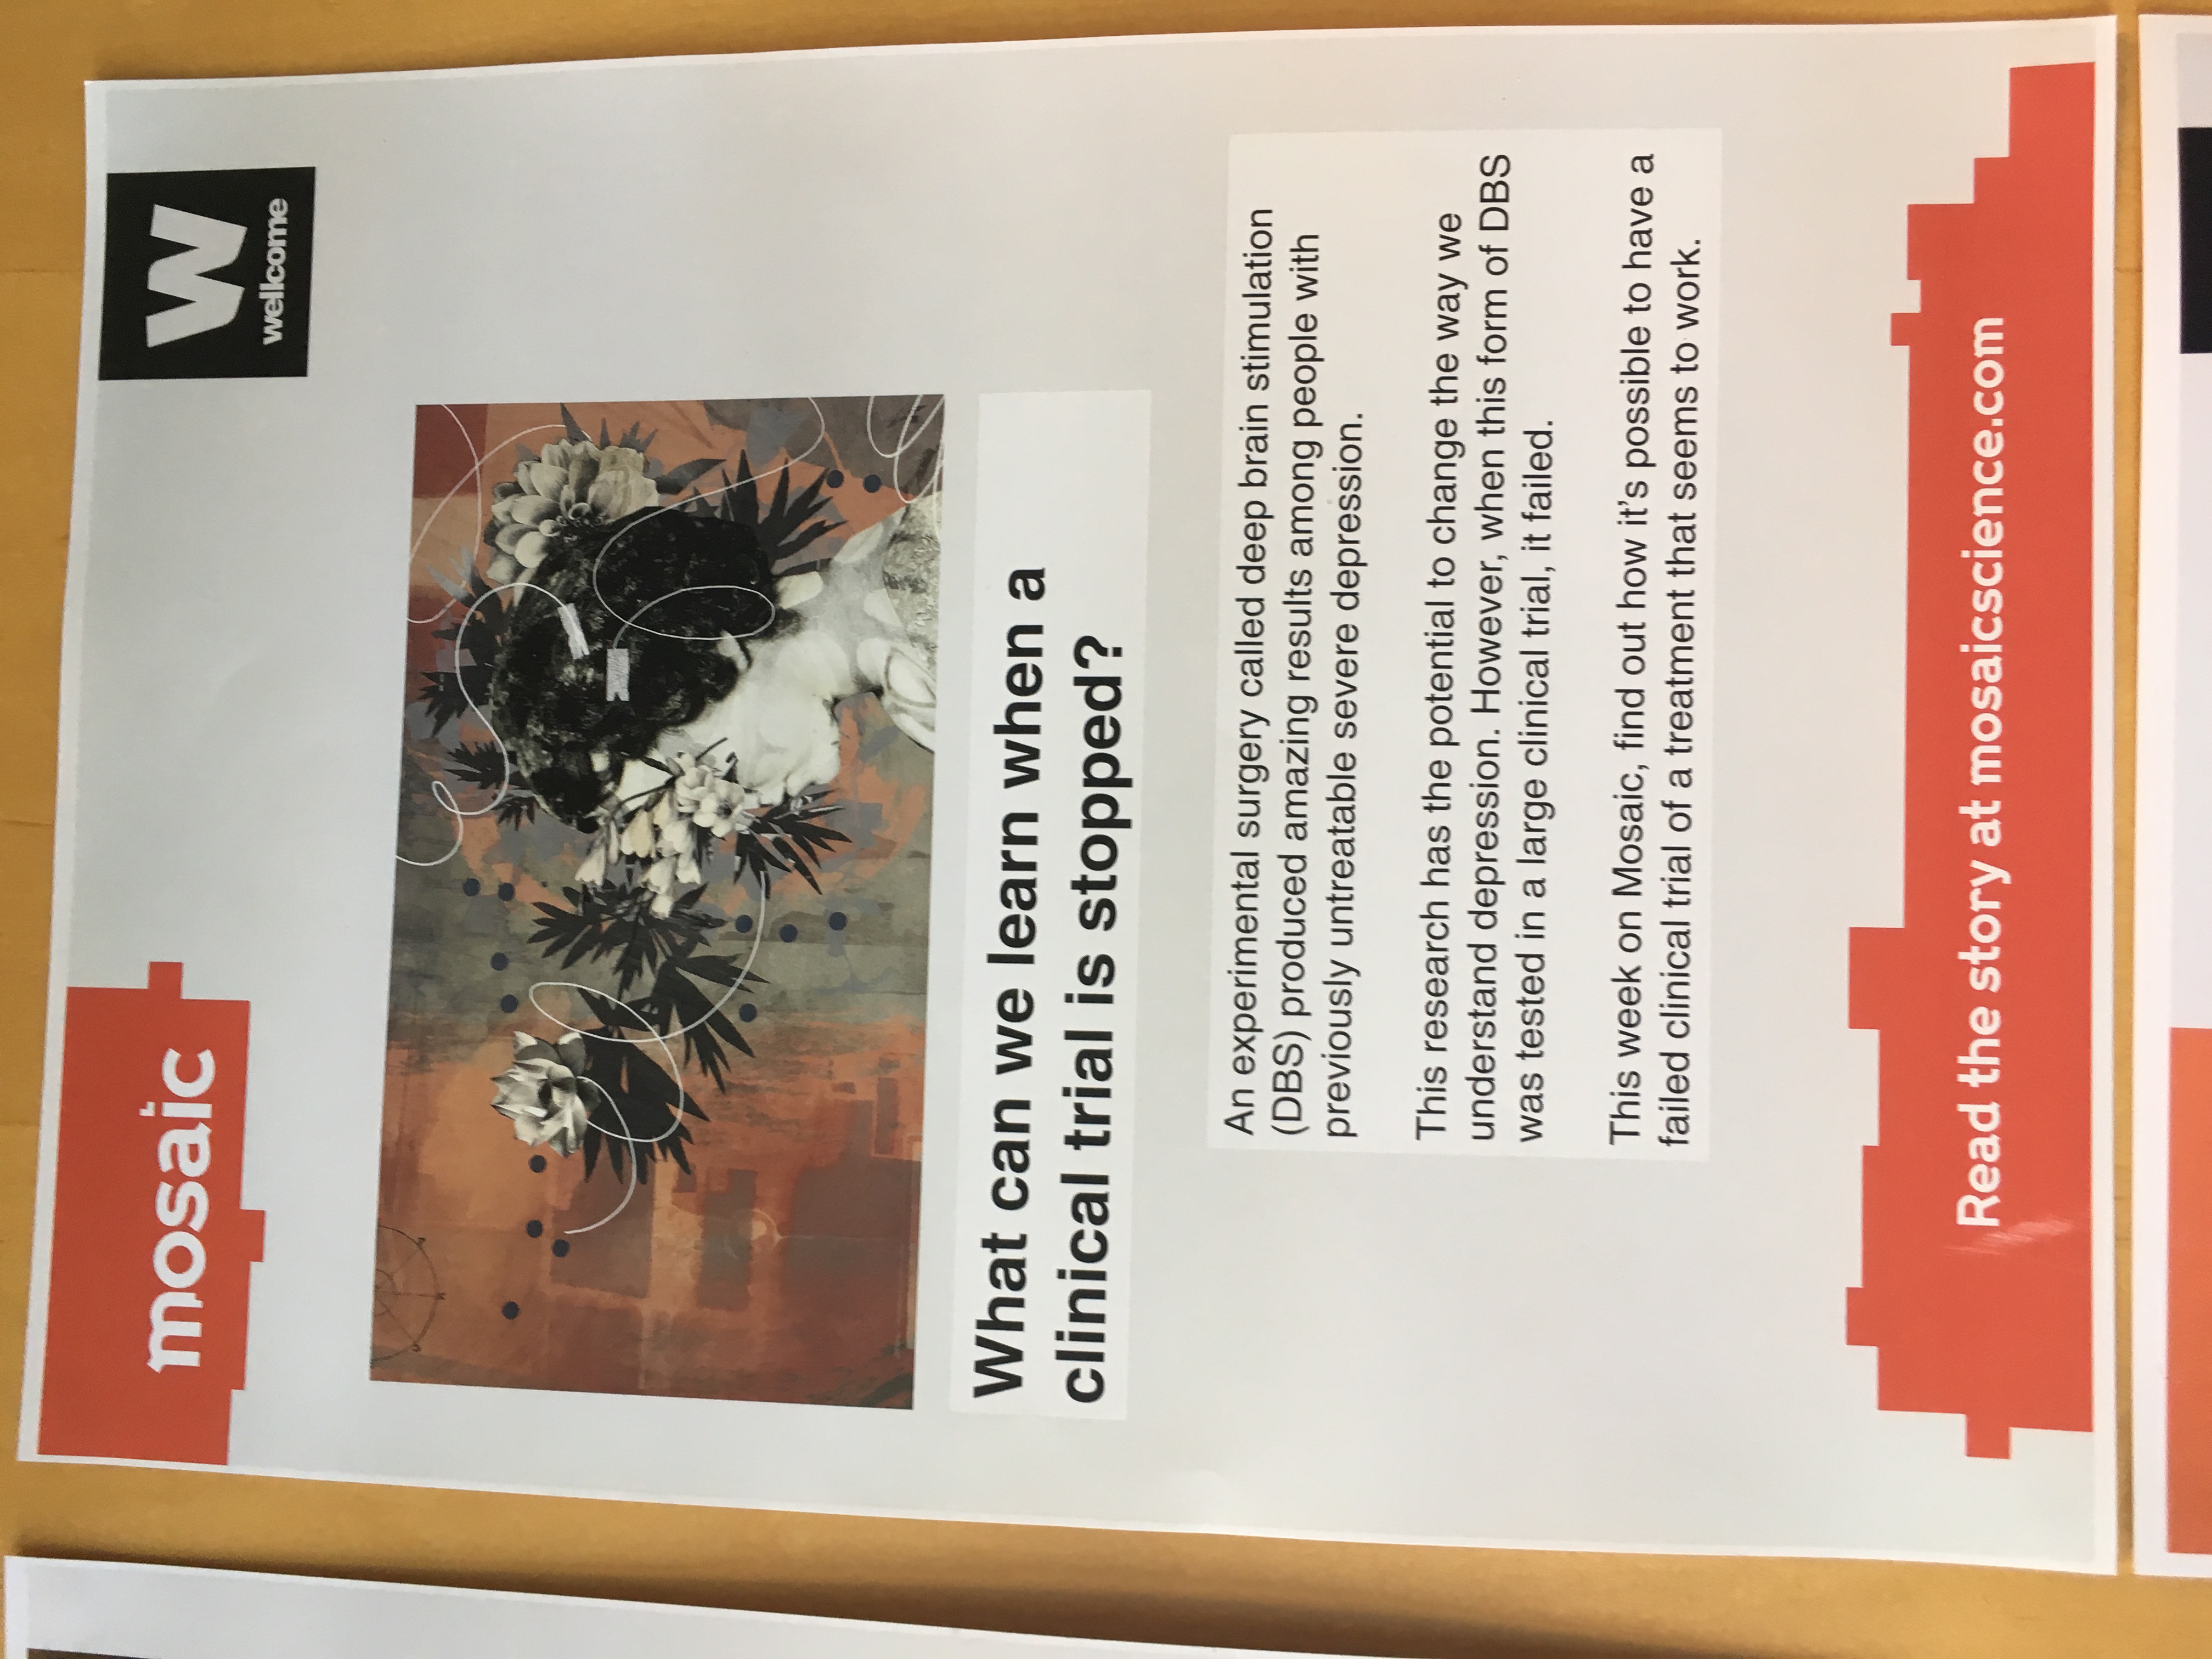 mosaic
W
wellcome
What can we learn when a
clinical trial is stopped?
An experimental surgery called deep brain stimulation
(DBS) produced amazing results among people with
previously untreatable severe depression.
This research has the potential to change the way we
understand depression. However, when this form of DBS
was tested in a large clinical trial, it failed.
This week on Mosaic, find out how it's possible to have a
failed clinical trial of a treatment that seems to work.
Read the story at mosaicscience.com